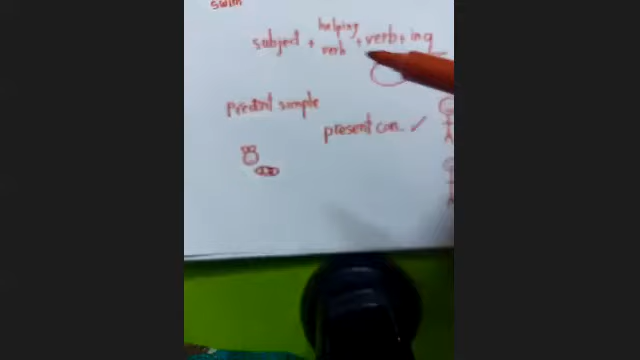 swim
subject + helping verb + verb + ing
Present simple
present con. ✓